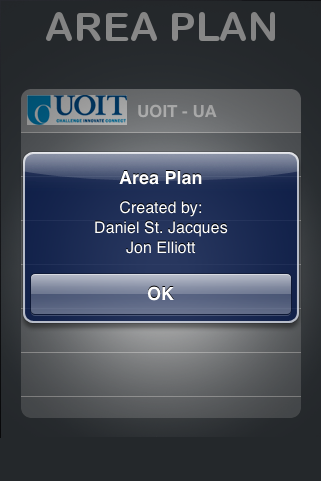 AREA PLAN
UOIT
CHALLENGE INNOVATE CONNECT
UOIT - UA
Area Plan
Created by:
Daniel St. Jacques
Jon Elliott
OK